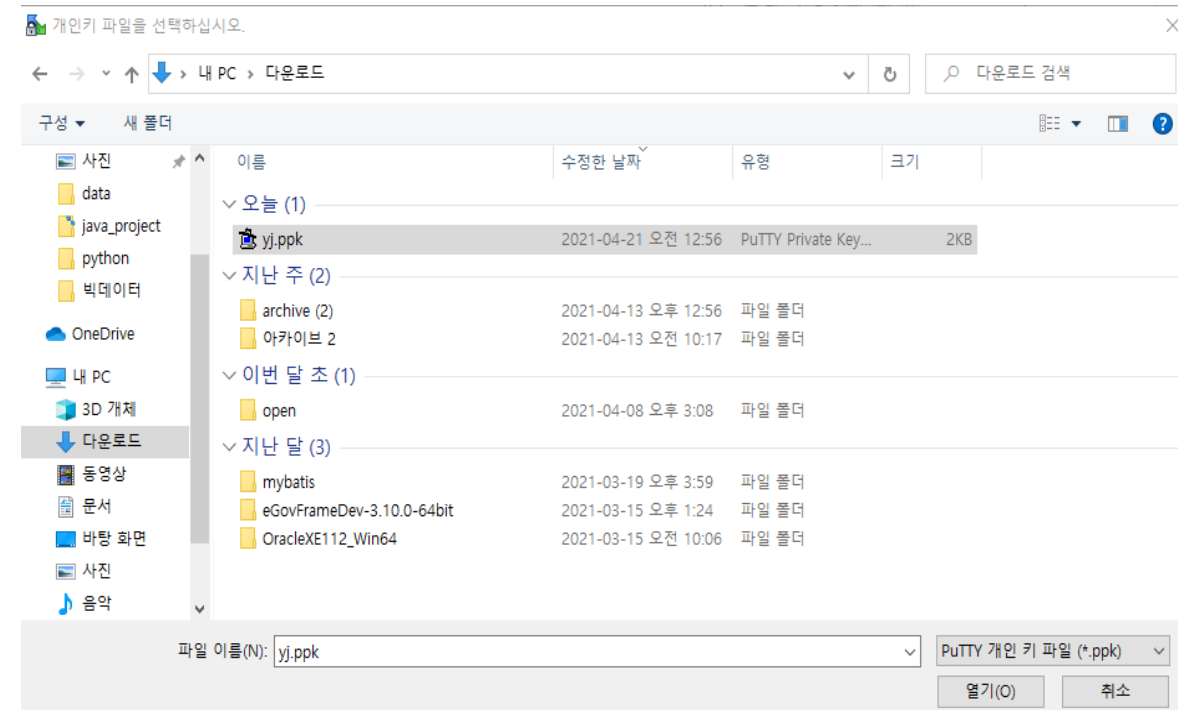 개인키 파일을 선택하십시오.
내 PC > 다운로드
다운로드 검색
구성 새 폴더
이름 수정한 날짜 유형 크기
사진
data
java_project
python
빅데이터
OneDrive
내 PC
3D 개체
다운로드
동영상
문서
바탕 화면
사진
음악
오늘 (1)
yj.ppk 2021-04-21 오전 12:56 PuTTY Private Key... 2KB
지난 주 (2)
archive (2) 2021-04-13 오후 12:56 파일 폴더
아카이브 2 2021-04-13 오전 10:17 파일 폴더
이번 달 초 (1)
open 2021-04-08 오후 3:08 파일 폴더
지난 달 (3)
mybatis 2021-03-19 오후 3:59 파일 폴더
eGovFrameDev-3.10.0-64bit 2021-03-15 오후 1:24 파일 폴더
OracleXE112_Win64 2021-03-15 오전 10:06 파일 폴더
파일 이름(N): yj.ppk PuTTY 개인 키 파일 (*.ppk)
열기(O) 취소